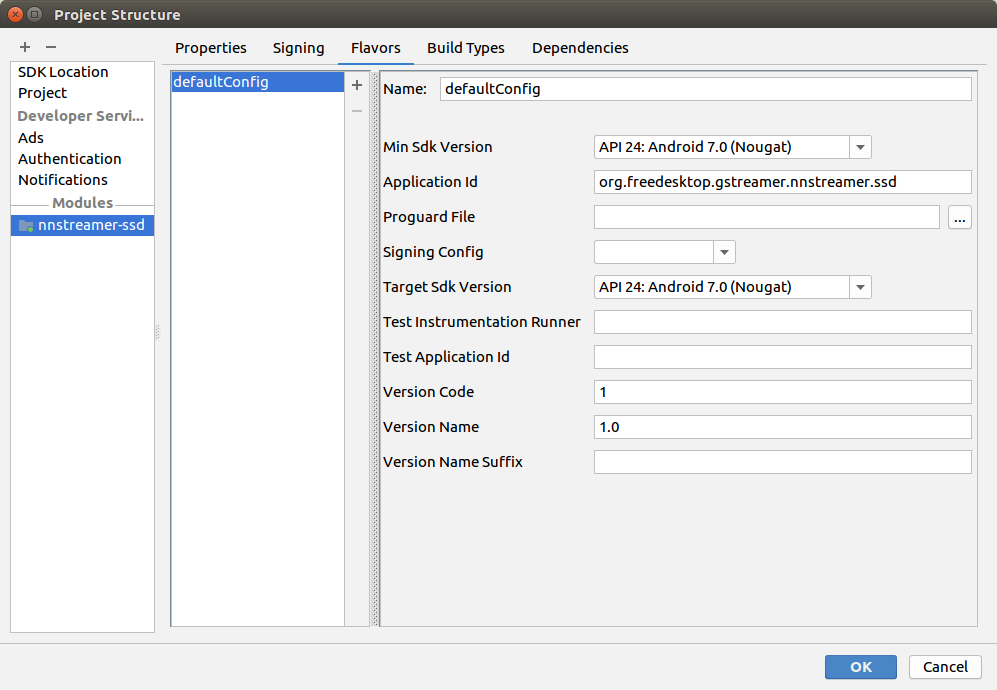 Project Structure
Properties Signing Flavors Build Types Dependencies
SDK Location
Project
Developer Servi...
Ads
Authentication
Notifications
Modules
nnstreamer-ssd
defaultConfig
Name: defaultConfig
Min Sdk Version API 24: Android 7.0 (Nougat)
Application Id org.freedesktop.gstreamer.nnstreamer.ssd
Proguard File ...
Signing Config
Target Sdk Version API 24: Android 7.0 (Nougat)
Test Instrumentation Runner
Test Application Id
Version Code 1
Version Name 1.0
Version Name Suffix
OK Cancel